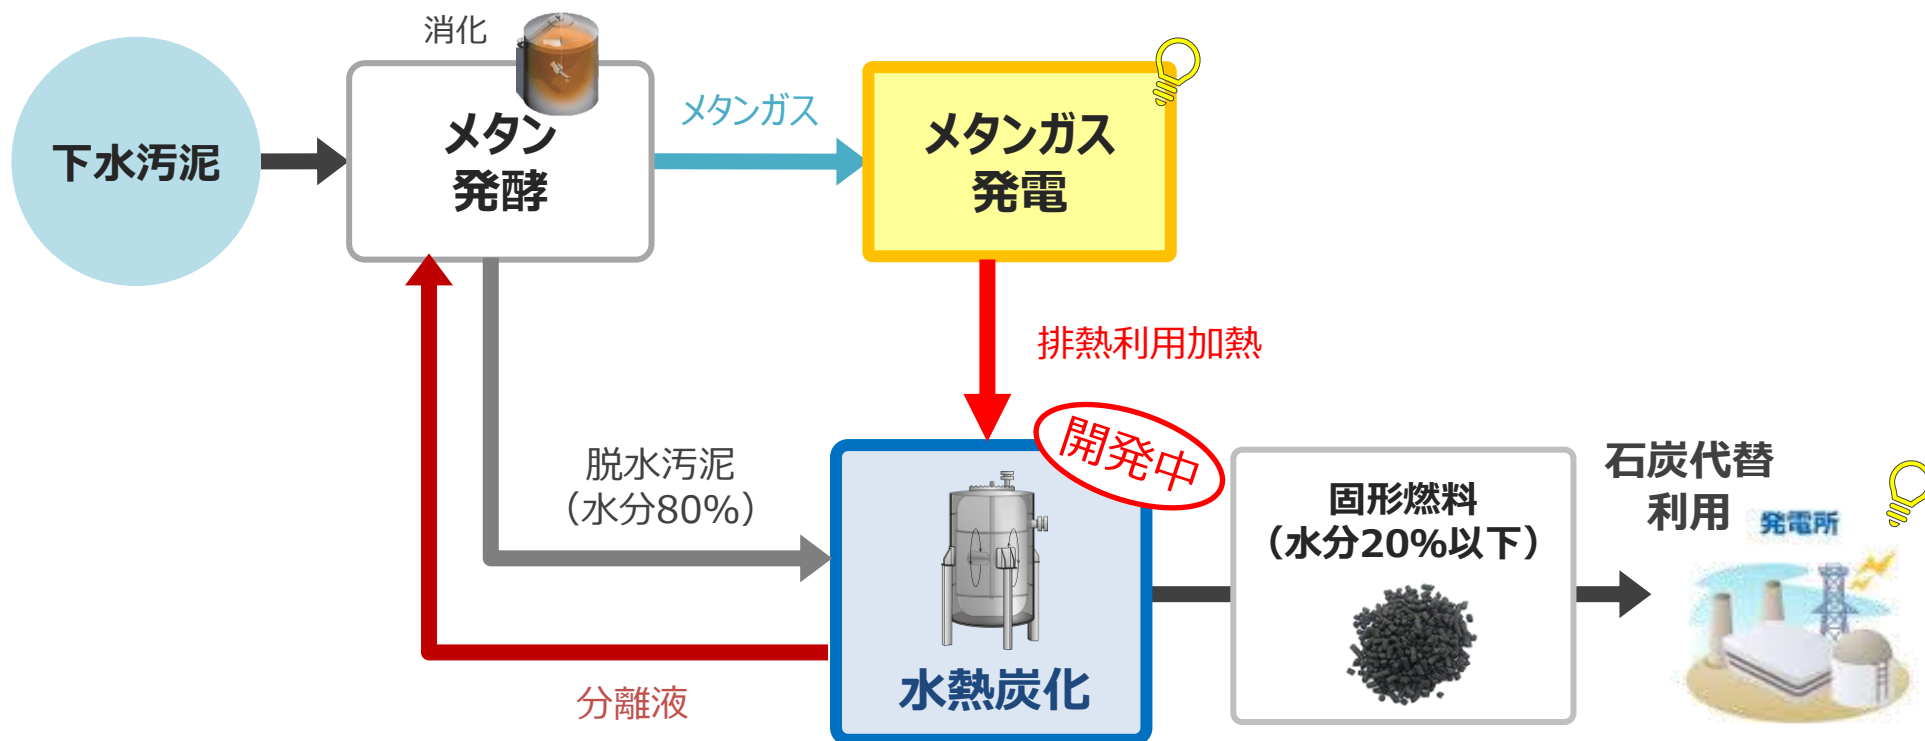 消化
下水汚泥
メタン
発酵
メタンガス
メタンガス
発電
排熱利用加熱
脱水汚泥
（水分80%）
開発中
水熱炭化
分離液
固形燃料
（水分20%以下）
石炭代替
利用
発電所